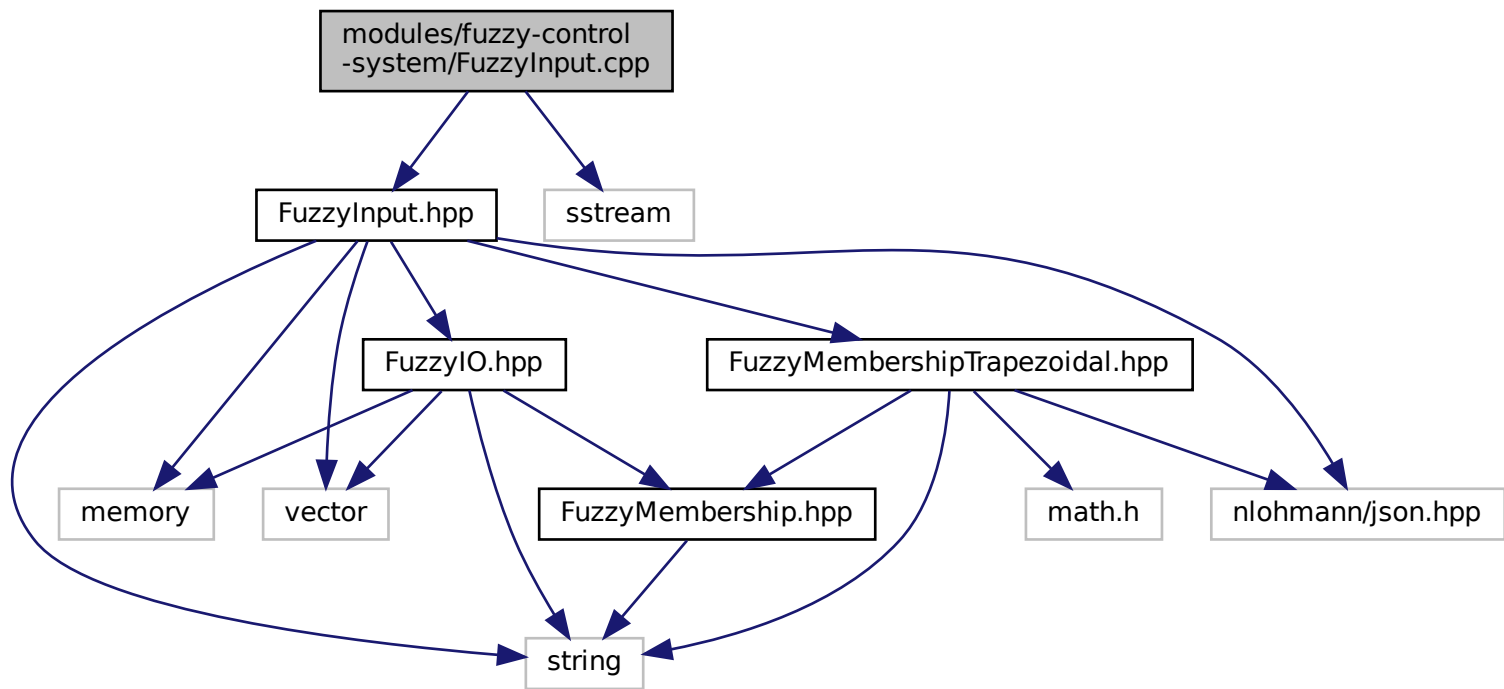 modules/fuzzy-control
-system/FuzzyInput.cpp
FuzzyInput.hpp
sstream
FuzzyIO.hpp
FuzzyMembershipTrapezoidal.hpp
memory
vector
FuzzyMembership.hpp
math.h
nlohmann/json.hpp
string